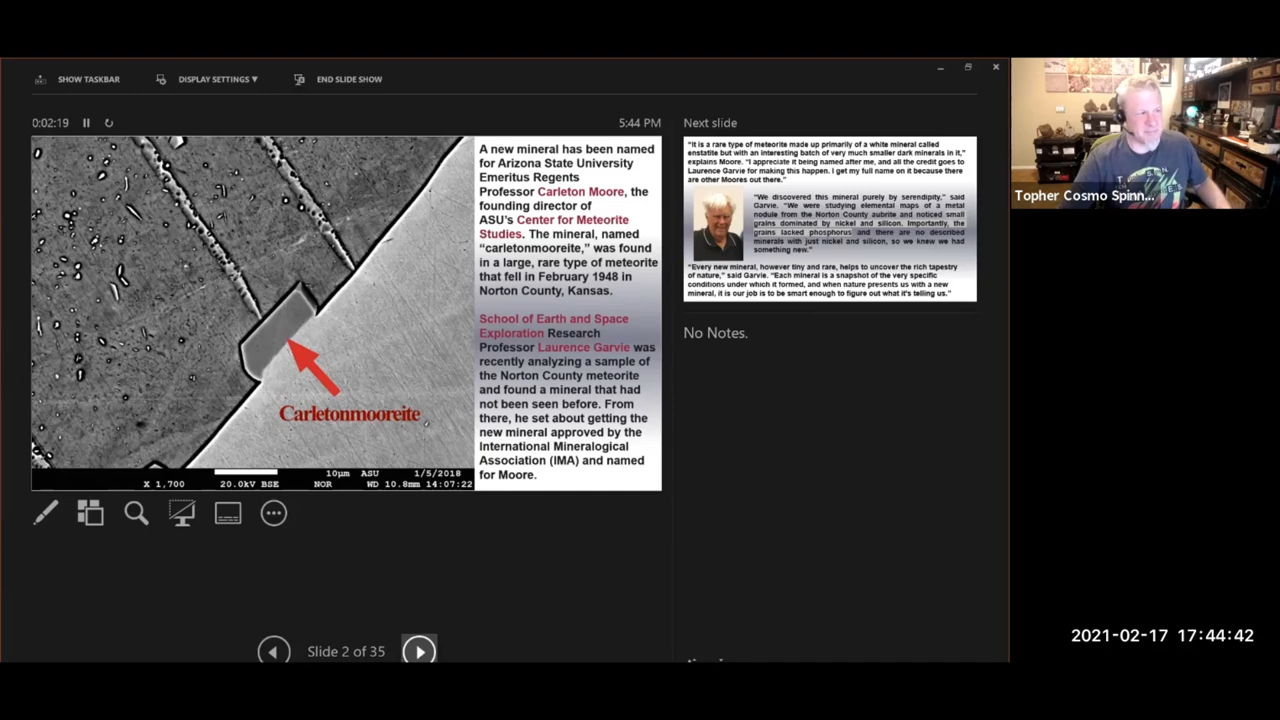 SHOW TASKBAR
DISPLAY SETTINGS ▼
END SLIDE SHOW
0:02:19
5:44 PM
A new mineral has been named
for Arizona State University
Emeritus Regents
Professor Carleton Moore, the
founding director of
ASU's Center for Meteorite
Studies. The mineral, named
“carletonmooreite,” was found
in a large, rare type of meteorite
that fell in February 1948 in
Norton County, Kansas.
School of Earth and Space
Exploration Research
Professor Laurence Garvie was
recently analyzing a sample of
the Norton County meteorite
and found a mineral that had
not been seen before. From
there, he set about getting the
new mineral approved by the
International Mineralogical
Association (IMA) and named
for Moore.
Carletonmooreite
10µm ASU 1/5/2018
X 1,700 20.0kV BSE NOR WD 10.8mm 14:07:22
Slide 2 of 35
Next slide
“It is a rare type of meteorite made up primarily of a white mineral called
enstatite but with an interesting batch of very much smaller dark minerals in it,”
explains Moore. “I appreciate it being named after me, and all the credit goes to
Laurence Garvie for making this happen. I get my full name on it because there
are other Moores out there.”
“We discovered this mineral purely by serendipity,” said
Garvie. “We were studying elemental maps of a metal
nodule from the Norton County aubrite and noticed small
grains dominated by nickel and silicon. Importantly, the
grains lacked phosphorus and there are no described
minerals with just nickel and silicon, so we knew we had
something new.”
“Every new mineral, however tiny and rare, helps to uncover the rich tapestry
of nature,” said Garvie. “Each mineral is a snapshot of the very specific
conditions under which it formed, and when nature presents us with a new
mineral, it is our job is to be smart enough to figure out what it's telling us.”
No Notes.
Topher Cosmo Spinn...
2021-02-17 17:44:42